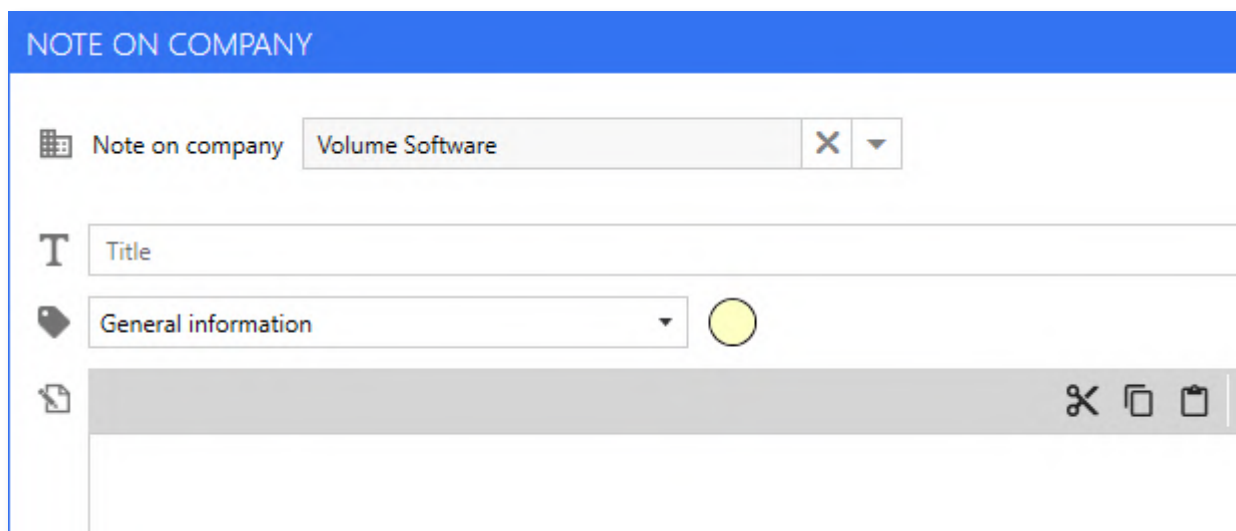 NOTE ON COMPANY
Note on company Volume Software
Title
General information